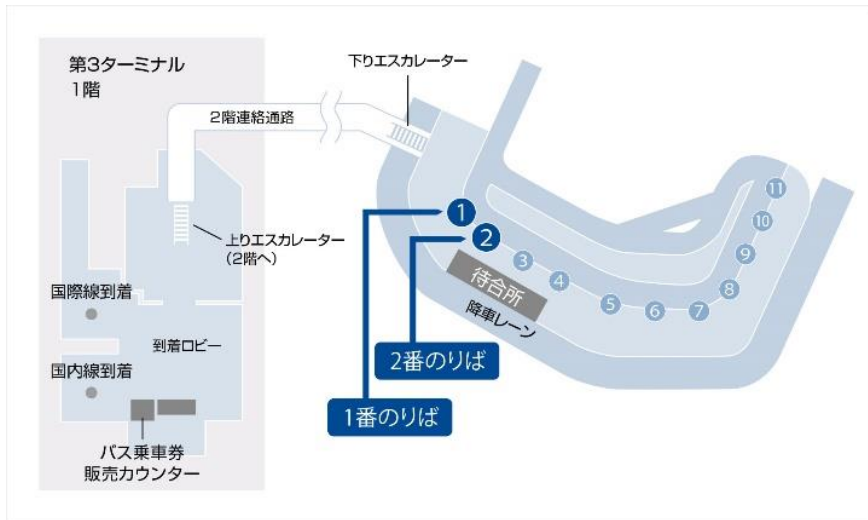 第3ターミナル
1階
下りエスカレーター
2階連絡通路
上りエスカレーター
(2階へ)
国際線到着
到着ロビー
国内線到着
バス乗車券
販売カウンター
1
2
3
4
5
6
7
8
9
10
11
待合所
降車レーン
2番のりば
1番のりば